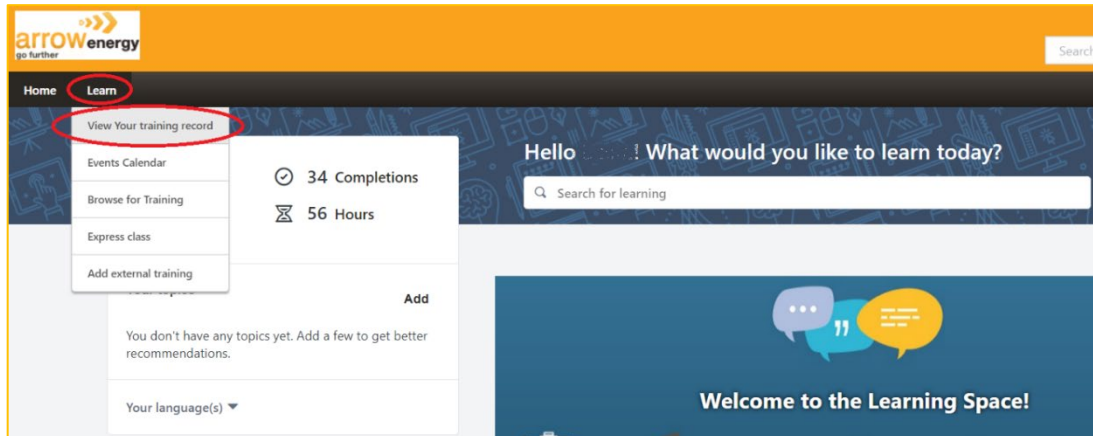 arrowenergy
go further
Search
Home Learn
View Your training record
Events Calendar
Browse for Training
Express class
Add external training
34 Completions
56 Hours
Hello ! What would you like to learn today?
Search for learning
Add
You don't have any topics yet. Add a few to get better
recommendations.
Your language(s)
Welcome to the Learning Space!